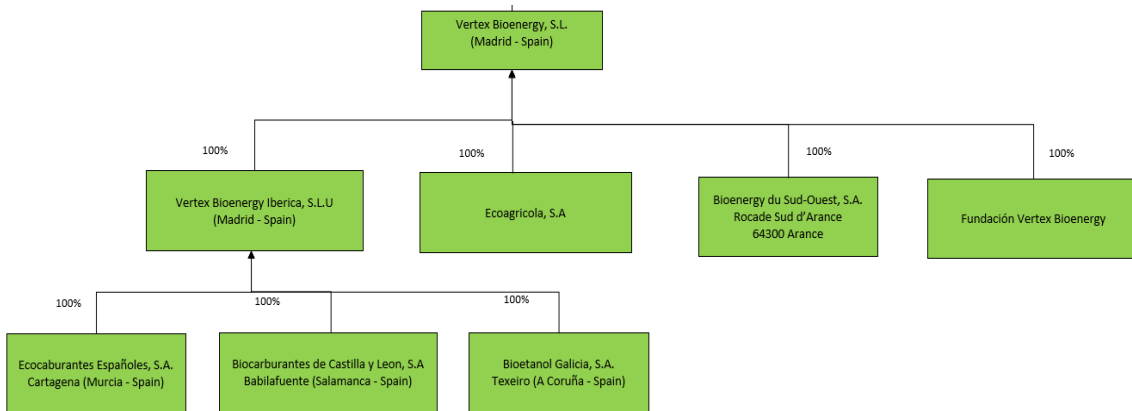 Vertex Bioenergy, S.L.
(Madrid - Spain)
100%
100%
100%
100%
Vertex Bioenergy Iberica, S.L.U
(Madrid - Spain)
Ecoagricola, S.A
Bioenergy du Sud-Ouest, S.A.
Rocade Sud d'Arance
64300 Arance
Fundación Vertex Bioenergy
100%
100%
100%
Ecocaburantes Españoles, S.A.
Cartagena (Murcia - Spain)
Biocarburantes de Castilla y Leon, S.A
Babilafuente (Salamanca - Spain)
Bioetanol Galicia, S.A.
Texeiro (A Coruña - Spain)